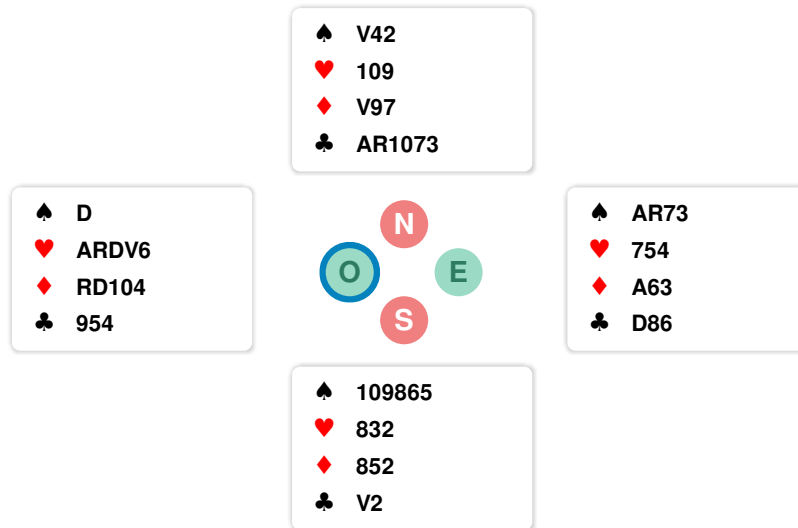 ♠ V42
♥ 109
♦ V97
♣ AR1073
♠ D
♥ ARDV6
♦ RD104
♣ 954
N
O E
S
♠ AR73
♥ 754
♦ A63
♣ D86
♠ 109865
♥ 832
♦ 852
♣ V2